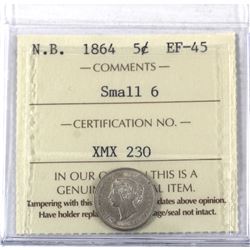 N.B. 1864 5¢ EF-45
— COMMENTS —
Small 6
— CERTIFICATION NO. —
XMX 230
IN OUR THIS IS A
GENUIN AL ITEM.
Tampering with this dates above opinion.
Have holder repla age/seal not intact.